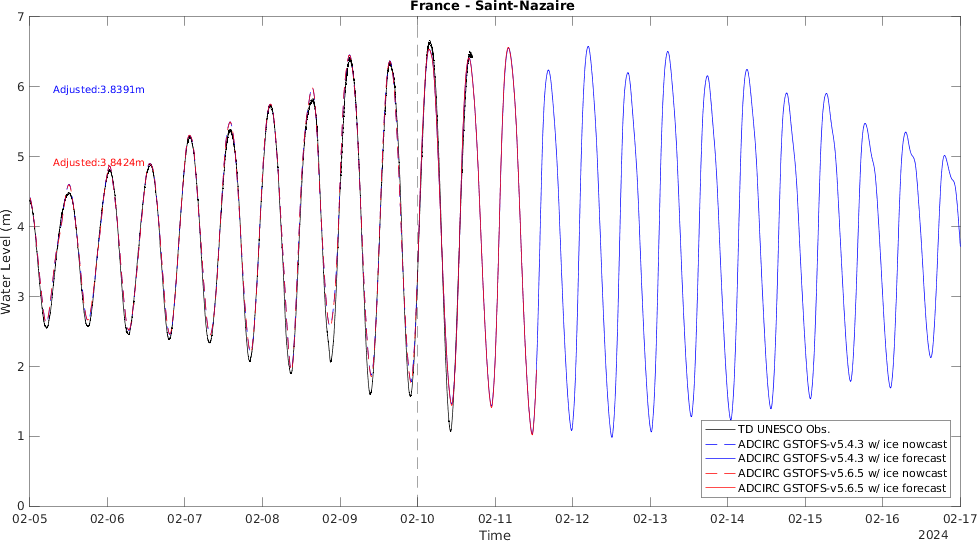 France - Saint-Nazaire
7
6
5
4
3
2
1
0
Water Level (m)
Adjusted:3.8391m
Adjusted:3.8424m
TD UNESCO Obs.
ADCIRC GSTOFS-v5.4.3 w/ ice nowcast
ADCIRC GSTOFS-v5.4.3 w/ ice forecast
ADCIRC GSTOFS-v5.6.5 w/ ice nowcast
ADCIRC GSTOFS-v5.6.5 w/ ice forecast
02-05 02-06 02-07 02-08 02-09 02-10 02-11 02-12 02-13 02-14 02-15 02-16 02-17
Time
2024